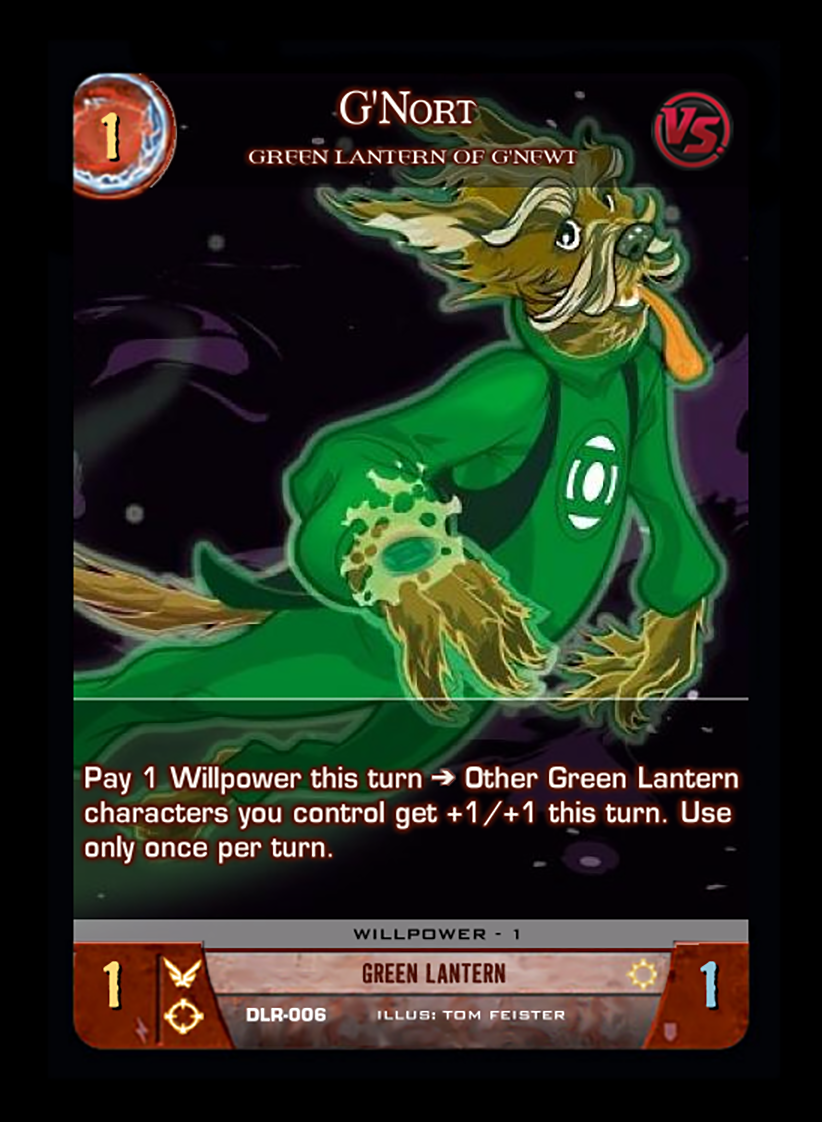 1
G'NORT
VS.
GREEN LANTERN OF G'NEWT
Pay 1 Willpower this turn ➔ Other Green Lantern
characters you control get +1/+1 this turn. Use
only once per turn.
WILLPOWER - 1
1
GREEN LANTERN
1
DLR-006 ILLUS: TOM FEISTER